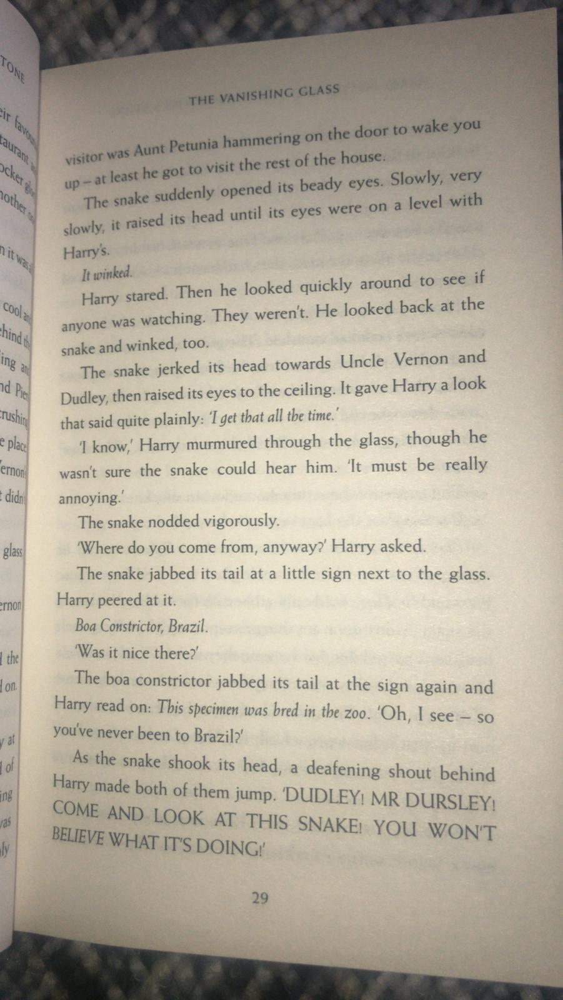 THE VANISHING GLASS
visitor was Aunt Petunia hammering on the door to wake you
up – at least he got to visit the rest of the house.
The snake suddenly opened its beady eyes. Slowly, very
slowly, it raised its head until its eyes were on a level with
Harry's.
It winked.
Harry stared. Then he looked quickly around to see if
anyone was watching. They weren't. He looked back at the
snake and winked, too.
The snake jerked its head towards Uncle Vernon and
Dudley, then raised its eyes to the ceiling. It gave Harry a look
that said quite plainly: 'I get that all the time.'
'I know,' Harry murmured through the glass, though he
wasn't sure the snake could hear him. 'It must be really
annoying.'
The snake nodded vigorously.
'Where do you come from, anyway?' Harry asked.
The snake jabbed its tail at a little sign next to the glass.
Harry peered at it.
Boa Constrictor, Brazil.
'Was it nice there?'
The boa constrictor jabbed its tail at the sign again and
Harry read on: This specimen was bred in the zoo. 'Oh, I see – so
you've never been to Brazil?'
As the snake shook its head, a deafening shout behind
Harry made both of them jump. 'DUDLEY! MR DURSLEY!
COME AND LOOK AT THIS SNAKE! YOU WON'T
BELIEVE WHAT IT'S DOING!'
29